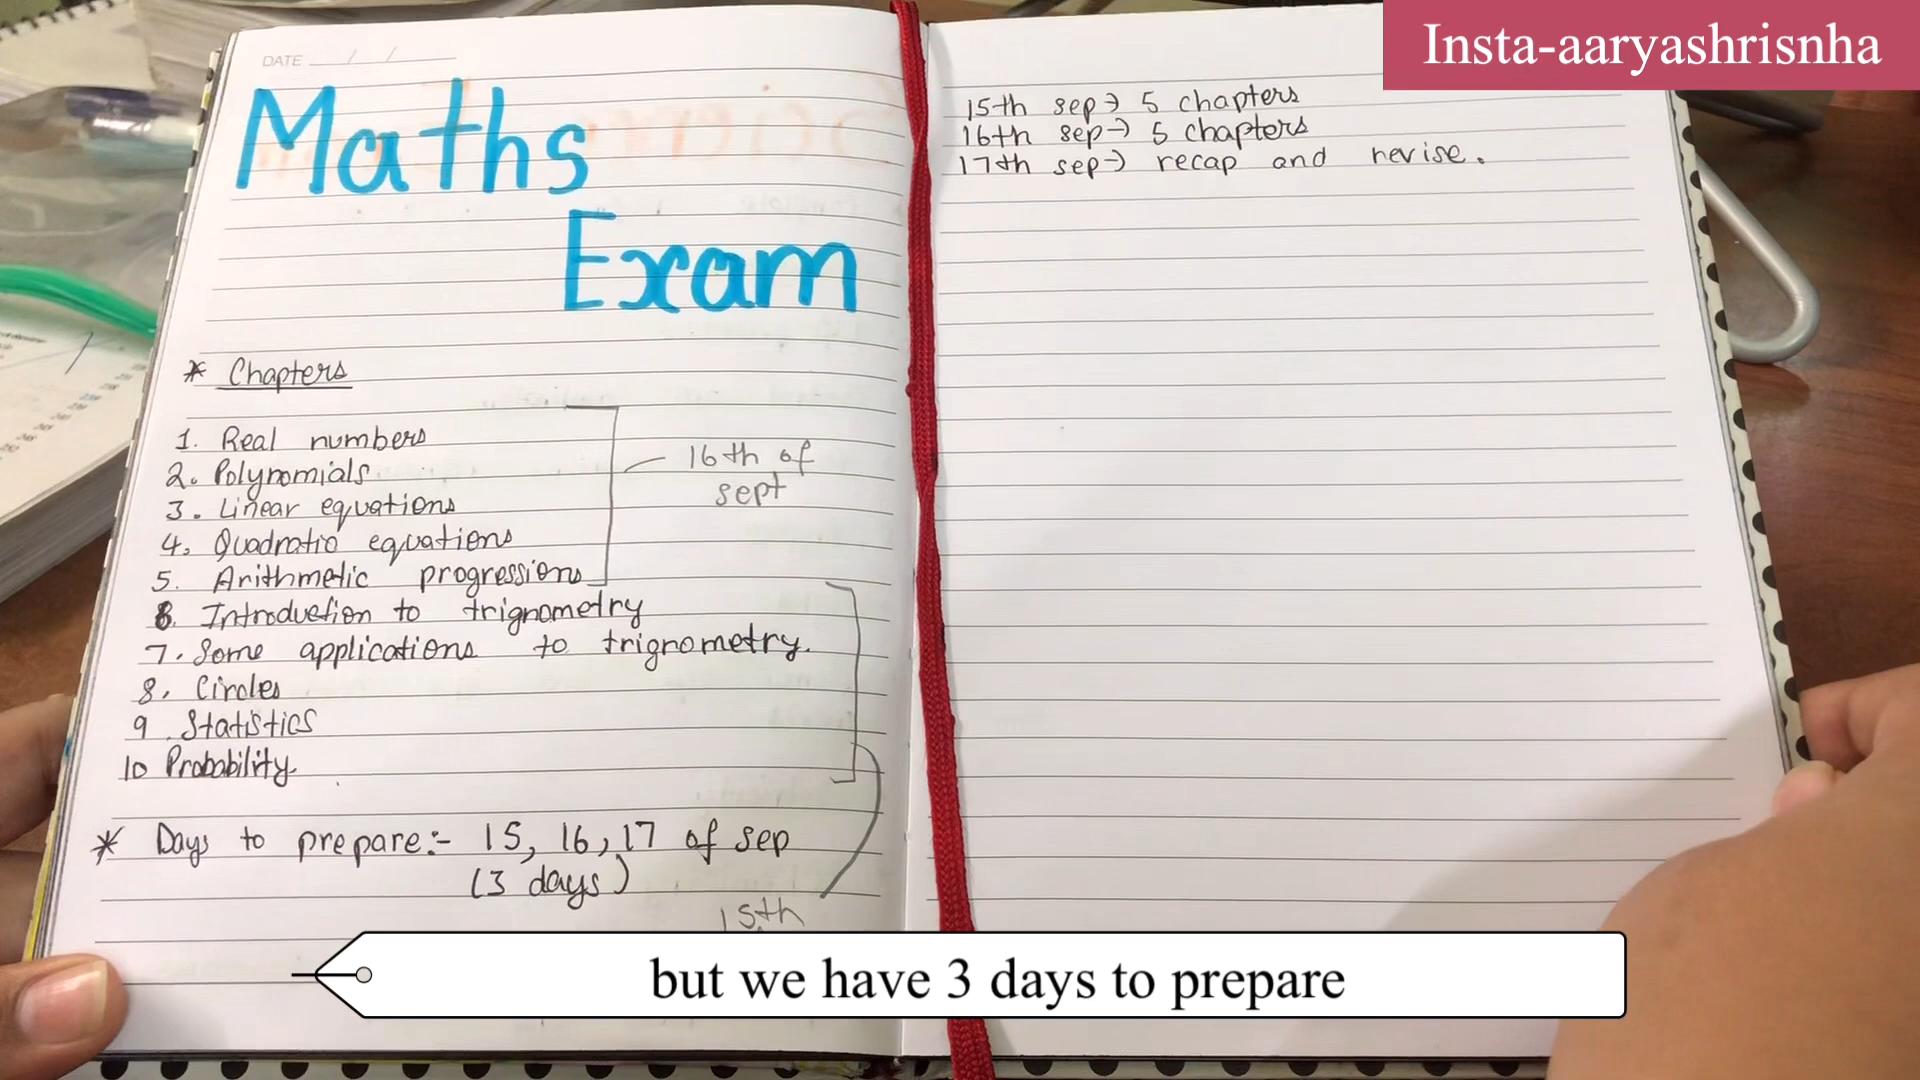 Insta-aaryashrisnha
DATE
Maths
Exam
* Chapters
1. Real numbers
2. Polynomials
3. Linear equations
4. Quadratic equations
5. Arithmetic progressions
16th of
sept
6. Introduction to trignometry
7. Some applications to trignometry.
8. Circles
9. Statistics
10 Probability
* Days to prepare:- 15, 16, 17 of sep
(3 days)
15th
15th sep → 5 chapters
16th sep → 5 chapters
17th sep → recap and revise.
but we have 3 days to prepare